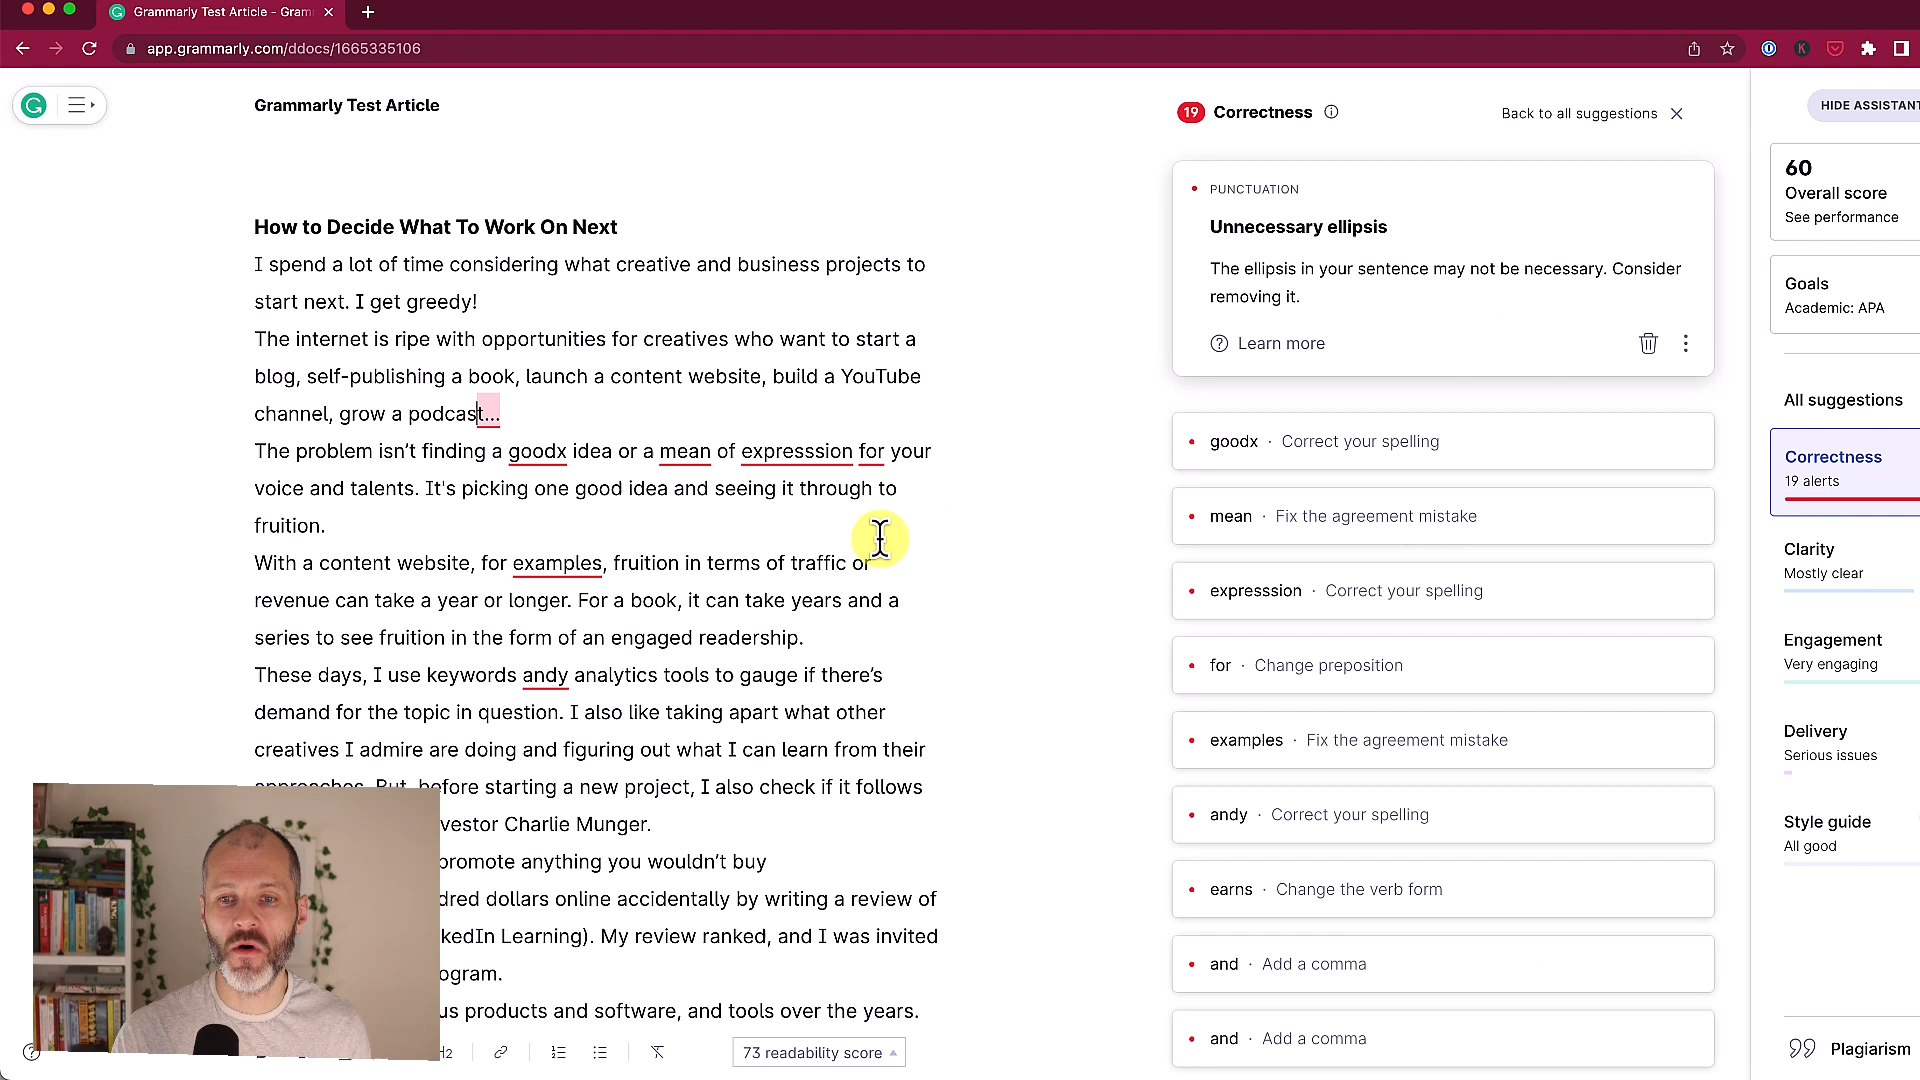 Grammarly Test Article - Gram
app.grammarly.com/ddocs/1665335106
Grammarly Test Article
How to Decide What To Work On Next
I spend a lot of time considering what creative and business projects to
start next. I get greedy!
The internet is ripe with opportunities for creatives who want to start a
blog, self-publishing a book, launch a content website, build a YouTube
channel, grow a podcast...
The problem isn’t finding a goodx idea or a mean of expresssion for your
voice and talents. It's picking one good idea and seeing it through to
fruition.
With a content website, for examples, fruition in terms of traffic or
revenue can take a year or longer. For a book, it can take years and a
series to see fruition in the form of an engaged readership.
These days, I use keywords andy analytics tools to gauge if there’s
demand for the topic in question. I also like taking apart what other
creatives I admire are doing and figuring out what I can learn from their
approaches. But, before starting a new project, I also check if it follows
vestor Charlie Munger.
promote anything you wouldn’t buy
dred dollars online accidentally by writing a review of
kedIn Learning). My review ranked, and I was invited
ogram.
us products and software, and tools over the years.
H2
73 readability score
19 Correctness
Back to all suggestions
PUNCTUATION
Unnecessary ellipsis
The ellipsis in your sentence may not be necessary. Consider
removing it.
Learn more
goodx · Correct your spelling
mean · Fix the agreement mistake
expresssion · Correct your spelling
for · Change preposition
examples · Fix the agreement mistake
andy · Correct your spelling
earns · Change the verb form
and · Add a comma
and · Add a comma
HIDE ASSISTANT
60
Overall score
See performance
Goals
Academic: APA
All suggestions
Correctness
19 alerts
Clarity
Mostly clear
Engagement
Very engaging
Delivery
Serious issues
Style guide
All good
Plagiarism